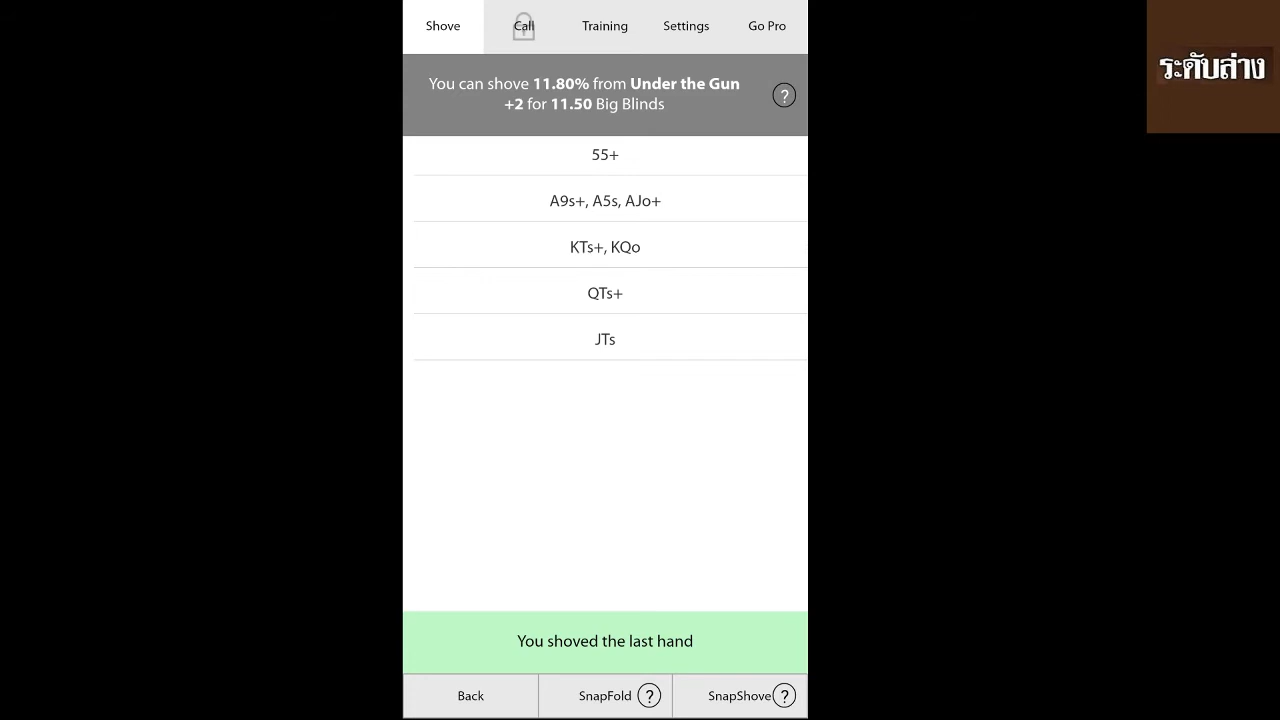 Shove Call Training Settings Go Pro
ระดับล่าง
You can shove 11.80% from Under the Gun
+2 for 11.50 Big Blinds
?
55+
A9s+, A5s, AJo+
KTs+, KQo
QTs+
JTs
You shoved the last hand
Back SnapFold ? SnapShove ?